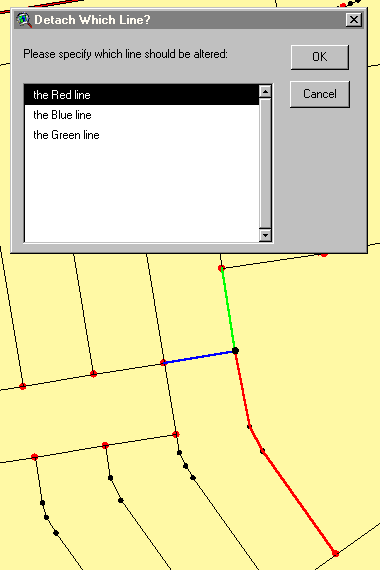 Detach Which Line?
Please specify which line should be altered:
OK
the Red line
Cancel
the Blue line
the Green line